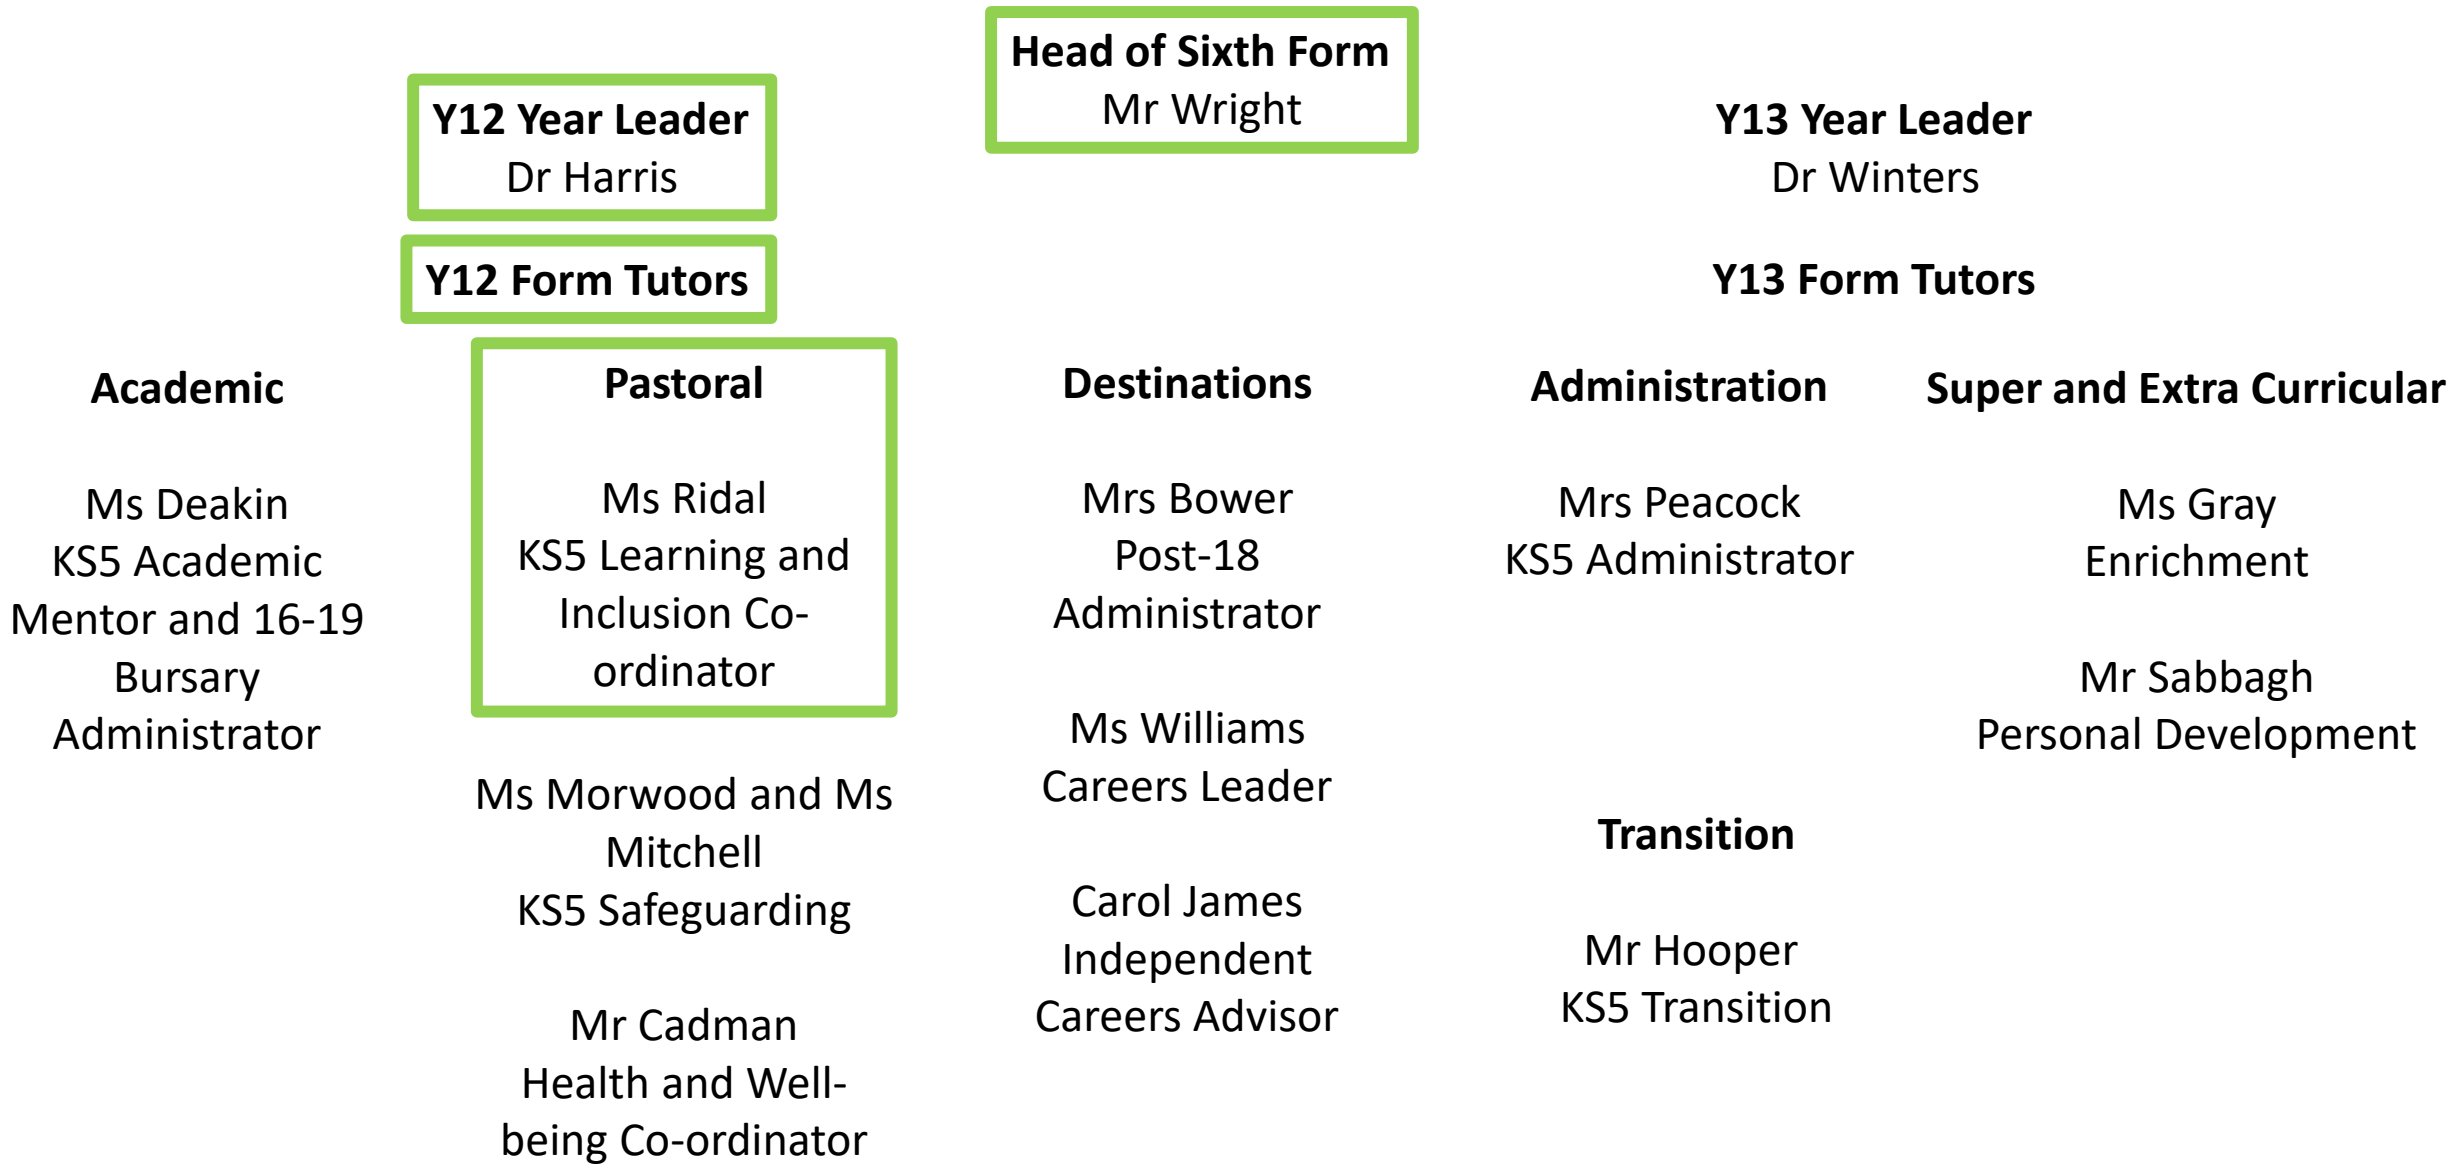 Head of Sixth Form
Mr Wright
Y12 Year Leader
Dr Harris
Y13 Year Leader
Dr Winters
Y12 Form Tutors
Y13 Form Tutors
Academic
Ms Deakin
KS5 Academic
Mentor and 16-19
Bursary
Administrator
Pastoral
Ms Ridal
KS5 Learning and
Inclusion Co-
ordinator
Ms Morwood and Ms
Mitchell
KS5 Safeguarding
Mr Cadman
Health and Well-
being Co-ordinator
Destinations
Mrs Bower
Post-18
Administrator
Ms Williams
Careers Leader
Carol James
Independent
Careers Advisor
Administration
Mrs Peacock
KS5 Administrator
Transition
Mr Hooper
KS5 Transition
Super and Extra Curricular
Ms Gray
Enrichment
Mr Sabbagh
Personal Development